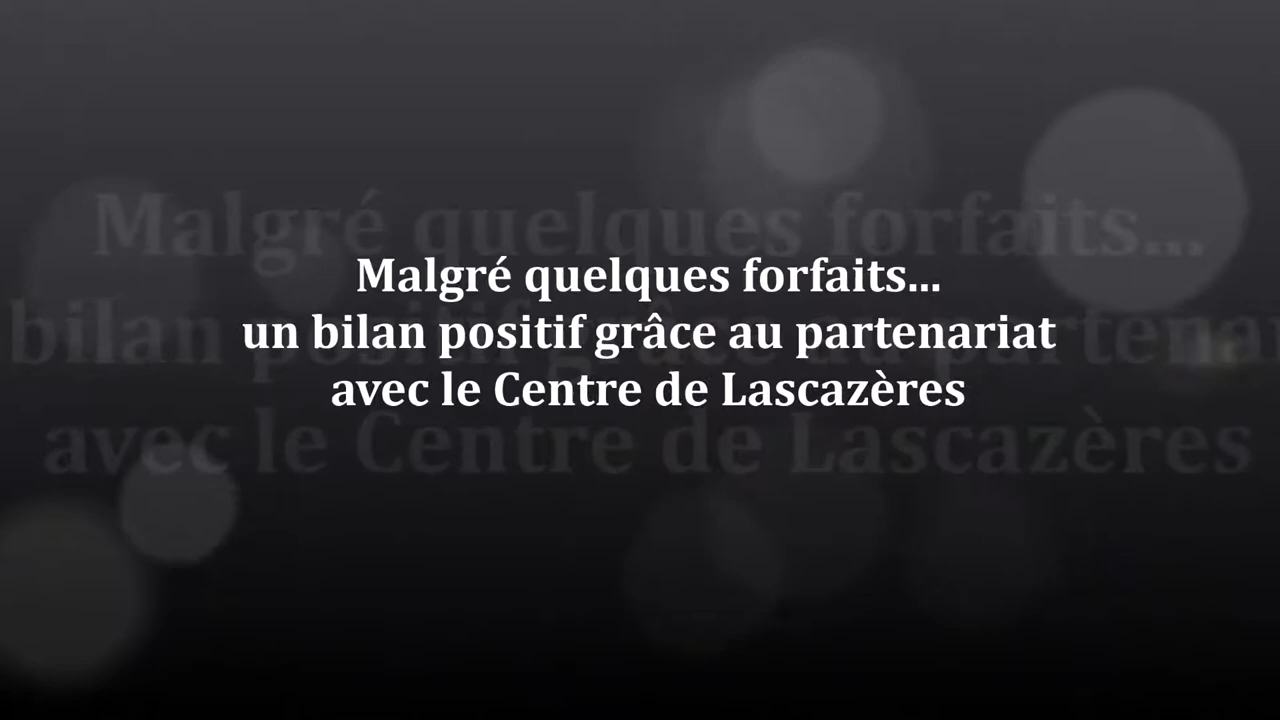 Malgré quelques forfaits...
un bilan positif grâce au partenariat
avec le Centre de Lascazères